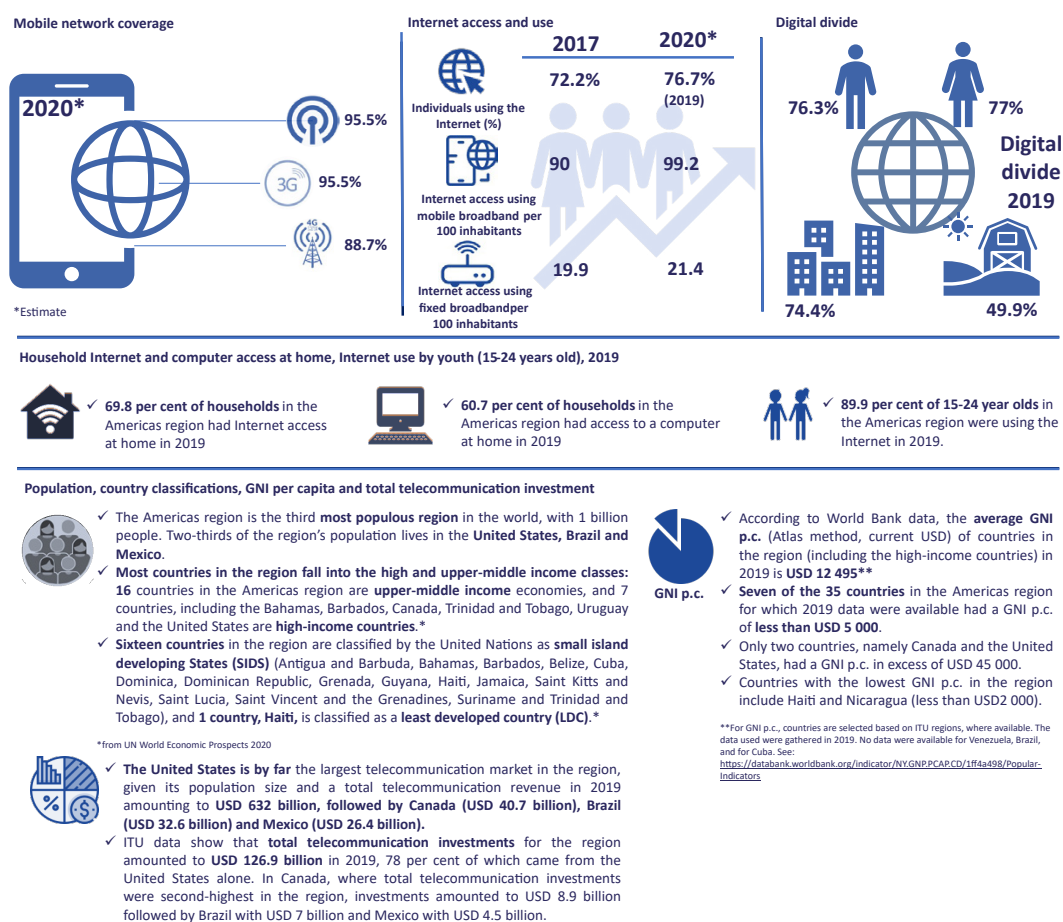 Mobile network coverage
2020*
95.5%
3G
95.5%
4G
88.7%
*Estimate
Internet access and use
2017
2020*
72.2%
76.7%
(2019)
Individuals using the
Internet (%)
90
99.2
Internet access using
mobile broadband per
100 inhabitants
19.9
21.4
Internet access using
fixed broadbandper
100 inhabitants
Digital divide
76.3%
77%
Digital
divide
2019
74.4%
49.9%
Household Internet and computer access at home, Internet use by youth (15-24 years old), 2019
✓ 69.8 per cent of households in the
Americas region had Internet access
at home in 2019
✓ 60.7 per cent of households in the
Americas region had access to a computer
at home in 2019
✓ 89.9 per cent of 15-24 year olds in
the Americas region were using the
Internet in 2019.
Population, country classifications, GNI per capita and total telecommunication investment
✓ The Americas region is the third most populous region in the world, with 1 billion
people. Two-thirds of the region's population lives in the United States, Brazil and
Mexico.
✓ Most countries in the region fall into the high and upper-middle income classes:
16 countries in the Americas region are upper-middle income economies, and 7
countries, including the Bahamas, Barbados, Canada, Trinidad and Tobago, Uruguay
and the United States are high-income countries.*
✓ Sixteen countries in the region are classified by the United Nations as small island
developing States (SIDS) (Antigua and Barbuda, Bahamas, Barbados, Belize, Cuba,
Dominica, Dominican Republic, Grenada, Guyana, Haiti, Jamaica, Saint Kitts and
Nevis, Saint Lucia, Saint Vincent and the Grenadines, Suriname and Trinidad and
Tobago), and 1 country, Haiti, is classified as a least developed country (LDC).*
*from UN World Economic Prospects 2020
✓ The United States is by far the largest telecommunication market in the region,
given its population size and a total telecommunication revenue in 2019
amounting to USD 632 billion, followed by Canada (USD 40.7 billion), Brazil
(USD 32.6 billion) and Mexico (USD 26.4 billion).
✓ ITU data show that total telecommunication investments for the region
amounted to USD 126.9 billion in 2019, 78 per cent of which came from the
United States alone. In Canada, where total telecommunication investments
were second-highest in the region, investments amounted to USD 8.9 billion
followed by Brazil with USD 7 billion and Mexico with USD 4.5 billion.
GNI p.c.
✓ According to World Bank data, the average GNI
p.c. (Atlas method, current USD) of countries in
the region (including the high-income countries) in
2019 is USD 12 495**
✓ Seven of the 35 countries in the Americas region
for which 2019 data were available had a GNI p.c.
of less than USD 5 000.
✓ Only two countries, namely Canada and the United
States, had a GNI p.c. in excess of USD 45 000.
✓ Countries with the lowest GNI p.c. in the region
include Haiti and Nicaragua (less than USD2 000).
**For GNI p.c., countries are selected based on ITU regions, where available. The
data used were gathered in 2019. No data were available for Venezuela, Brazil,
and for Cuba. See:
https://databank.worldbank.org/indicator/NY.GNP.PCAP.CD/1ff4a498/Popular-
Indicators